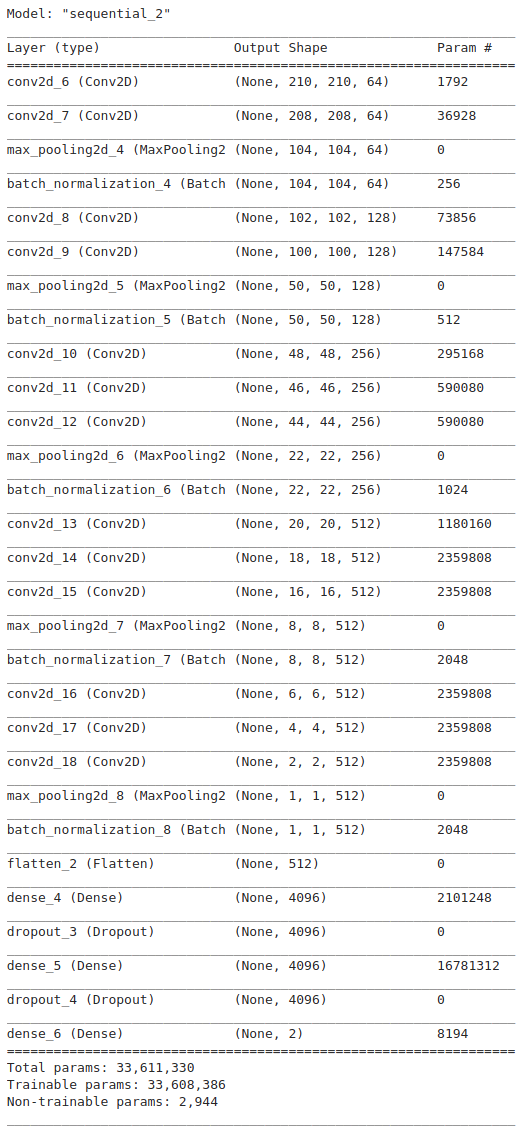 Model: "sequential_2"
Layer (type) Output Shape Param #
conv2d_6 (Conv2D) (None, 210, 210, 64) 1792
conv2d_7 (Conv2D) (None, 208, 208, 64) 36928
max_pooling2d_4 (MaxPooling2 (None, 104, 104, 64) 0
batch_normalization_4 (Batch (None, 104, 104, 64) 256
conv2d_8 (Conv2D) (None, 102, 102, 128) 73856
conv2d_9 (Conv2D) (None, 100, 100, 128) 147584
max_pooling2d_5 (MaxPooling2 (None, 50, 50, 128) 0
batch_normalization_5 (Batch (None, 50, 50, 128) 512
conv2d_10 (Conv2D) (None, 48, 48, 256) 295168
conv2d_11 (Conv2D) (None, 46, 46, 256) 590080
conv2d_12 (Conv2D) (None, 44, 44, 256) 590080
max_pooling2d_6 (MaxPooling2 (None, 22, 22, 256) 0
batch_normalization_6 (Batch (None, 22, 22, 256) 1024
conv2d_13 (Conv2D) (None, 20, 20, 512) 1180160
conv2d_14 (Conv2D) (None, 18, 18, 512) 2359808
conv2d_15 (Conv2D) (None, 16, 16, 512) 2359808
max_pooling2d_7 (MaxPooling2 (None, 8, 8, 512) 0
batch_normalization_7 (Batch (None, 8, 8, 512) 2048
conv2d_16 (Conv2D) (None, 6, 6, 512) 2359808
conv2d_17 (Conv2D) (None, 4, 4, 512) 2359808
conv2d_18 (Conv2D) (None, 2, 2, 512) 2359808
max_pooling2d_8 (MaxPooling2 (None, 1, 1, 512) 0
batch_normalization_8 (Batch (None, 1, 1, 512) 2048
flatten_2 (Flatten) (None, 512) 0
dense_4 (Dense) (None, 4096) 2101248
dropout_3 (Dropout) (None, 4096) 0
dense_5 (Dense) (None, 4096) 16781312
dropout_4 (Dropout) (None, 4096) 0
dense_6 (Dense) (None, 2) 8194
Total params: 33,611,330
Trainable params: 33,608,386
Non-trainable params: 2,944